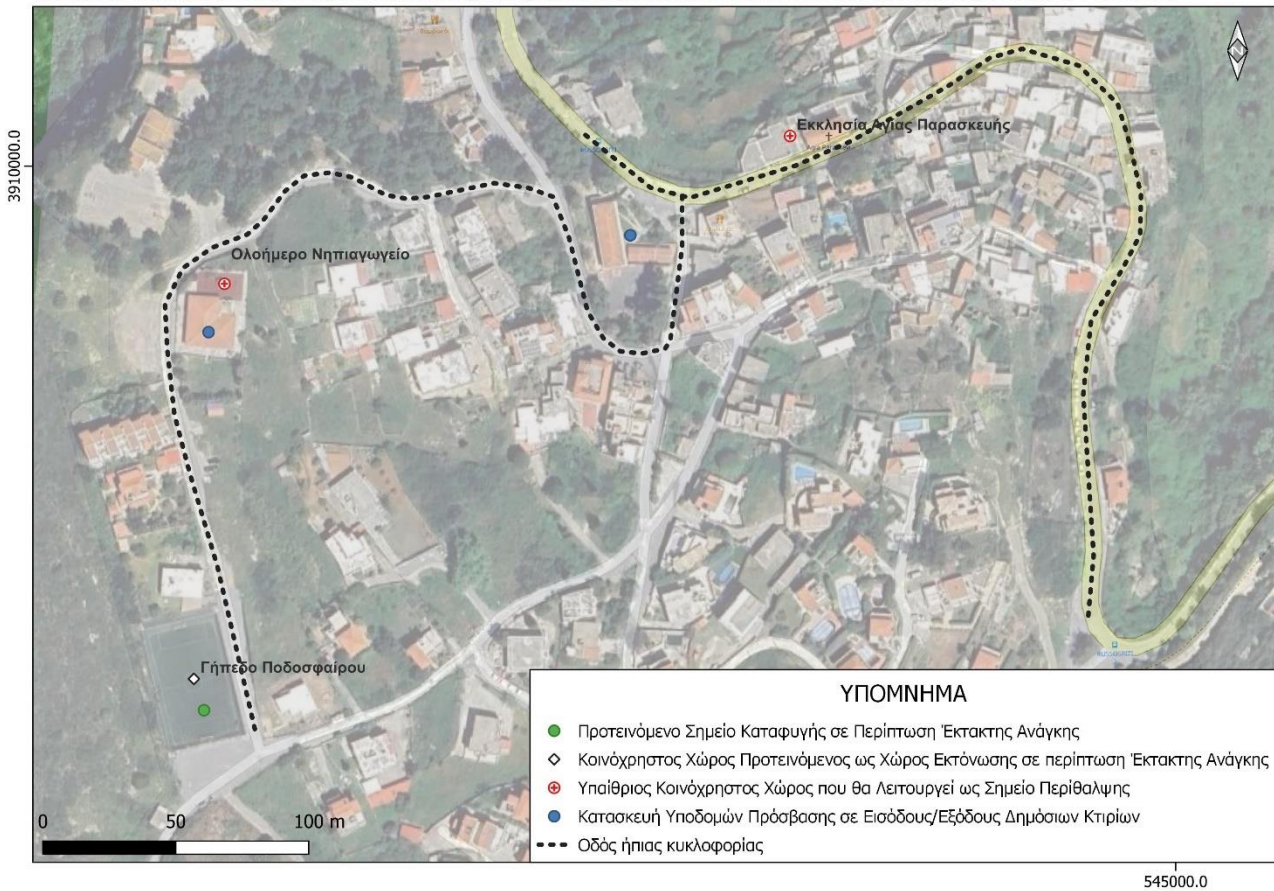 3910000.0
Εκκλησία Αγίας Παρασκευής
Ολοήμερο Νηπιαγωγείο
Γήπεδο Ποδοσφαίρου
0 50 100 m
ΥΠΟΜΝΗΜΑ
Προτεινόμενο Σημείο Καταφυγής σε Περίπτωση Έκτακτης Ανάγκης
Κοινόχρηστος Χώρος Προτεινόμενος ως Χώρος Εκτόνωσης σε περίπτωση Έκτακτης Ανάγκης
Υπαίθριος Κοινόχρηστος Χώρος που θα Λειτουργεί ως Σημείο Περίθαλψης
Κατασκευή Υποδομών Πρόσβασης σε Εισόδους/Εξόδους Δημόσιων Κτιρίων
Οδός ήπιας κυκλοφορίας
545000.0